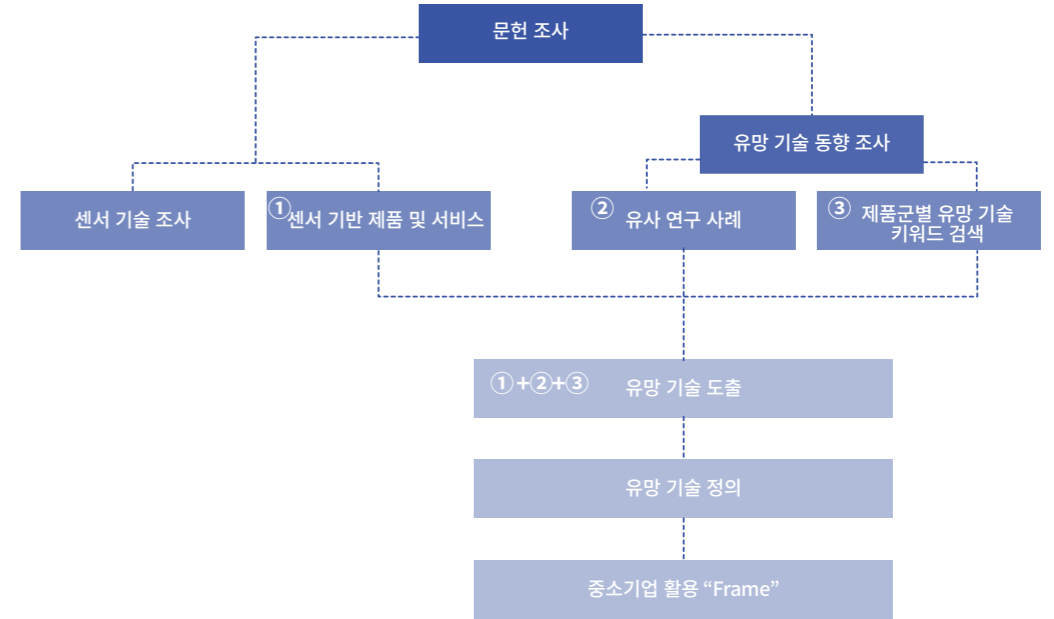 문헌 조사
유망 기술 동향 조사
센서 기술 조사
① 센서 기반 제품 및 서비스
② 유사 연구 사례
③ 제품군별 유망 기술
키워드 검색
①+②+③ 유망 기술 도출
유망 기술 정의
중소기업 활용 “Frame”